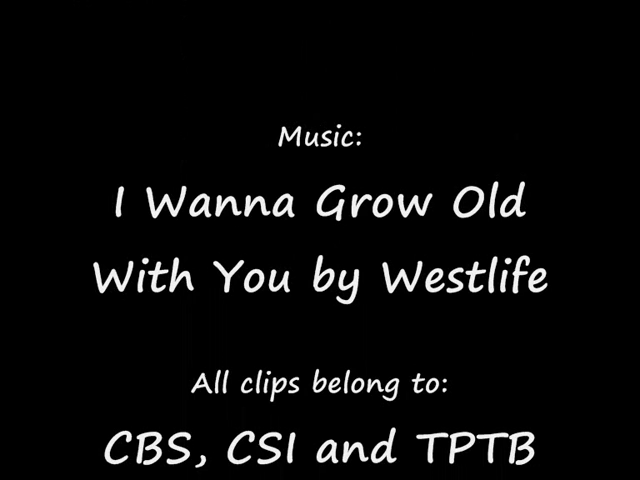 Music:
I Wanna Grow Old
With You by Westlife
All clips belong to:
CBS, CSI and TPTB